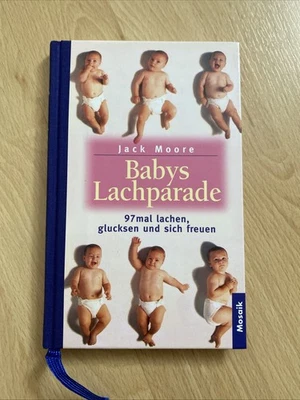 Jack Moore
Babys
Lachparade
97mal lachen,
glucksen und sich freuen
Mosaik